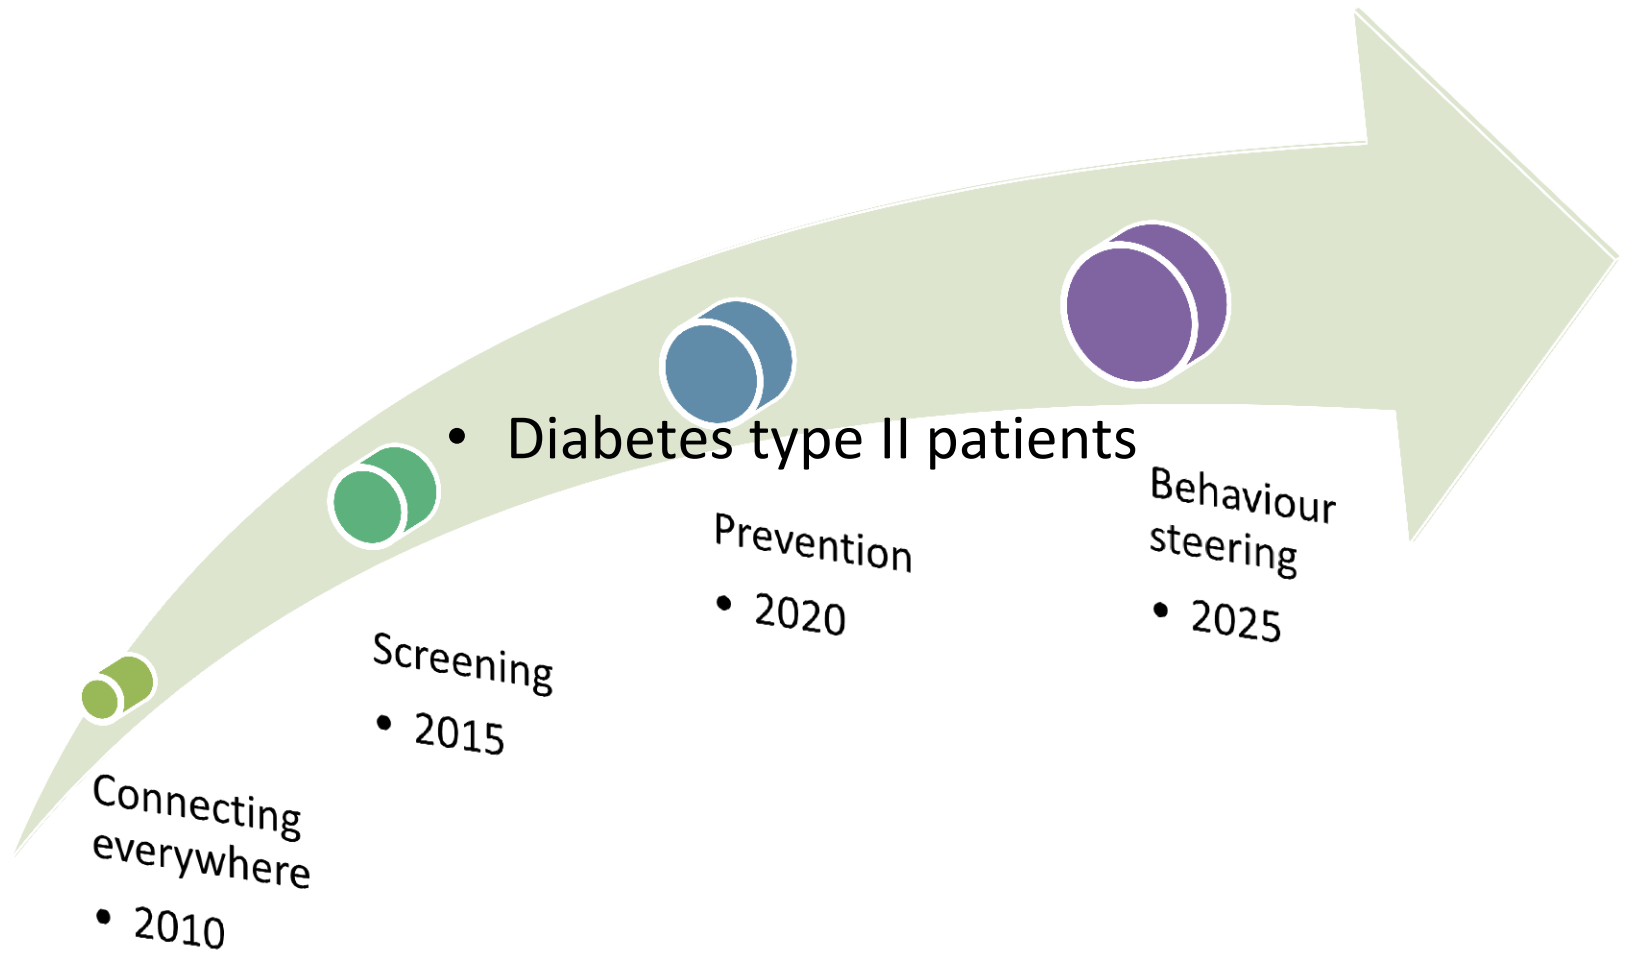 • Diabetes type II patients
Connecting
everywhere
• 2010
Screening
• 2015
Prevention
• 2020
Behaviour
steering
• 2025